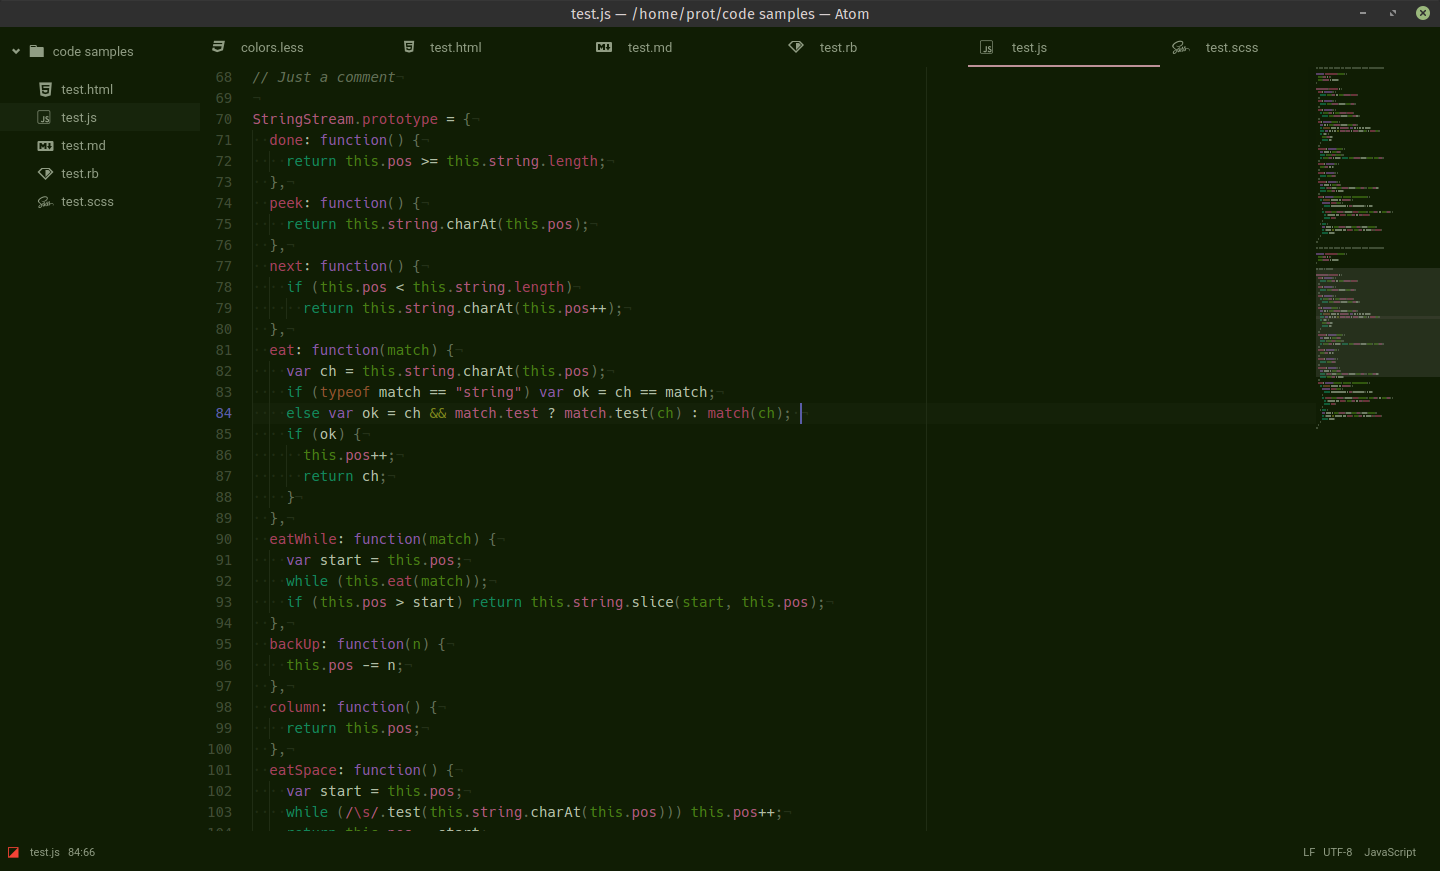 test.js — /home/prot/code samples — Atom
code samples
test.html
test.js
test.md
test.rb
test.scss
colors.less test.html test.md test.rb test.js test.scss
68 // Just a comment¬
69 ¬
70 StringStream.prototype = {¬
71 ··done: function() {¬
72 ····return this.pos >= this.string.length;¬
73 ··},¬
74 ··peek: function() {¬
75 ····return this.string.charAt(this.pos);¬
76 ··},¬
77 ··next: function() {¬
78 ····if (this.pos < this.string.length)¬
79 ······return this.string.charAt(this.pos++);¬
80 ··},¬
81 ··eat: function(match) {¬
82 ····var ch = this.string.charAt(this.pos);¬
83 ····if (typeof match == "string") var ok = ch == match;¬
84 ····else var ok = ch && match.test ? match.test(ch) : match(ch);·¬
85 ····if (ok) {¬
86 ······this.pos++;¬
87 ······return ch;¬
88 ····}¬
89 ··},¬
90 ··eatWhile: function(match) {¬
91 ····var start = this.pos;¬
92 ····while (this.eat(match));¬
93 ····if (this.pos > start) return this.string.slice(start, this.pos);¬
94 ··},¬
95 ··backUp: function(n) {¬
96 ····this.pos -= n;¬
97 ··},¬
98 ··column: function() {¬
99 ····return this.pos;¬
100 ··},¬
101 ··eatSpace: function() {¬
102 ····var start = this.pos;¬
103 ····while (/\s/.test(this.string.charAt(this.pos))) this.pos++;¬
104 ····return this.pos - start;
test.js 84:66 LF UTF-8 JavaScript